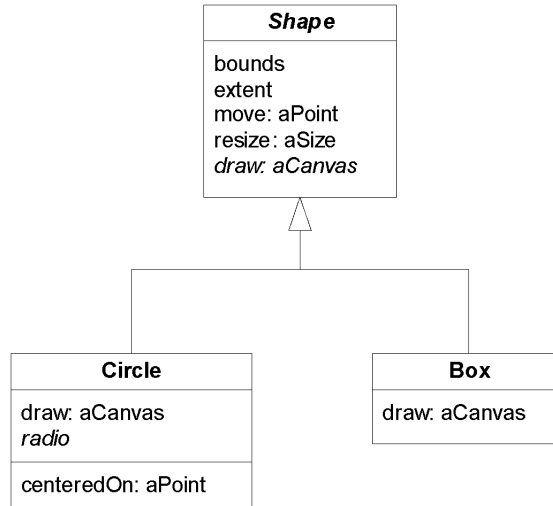 Shape
bounds
extent
move: aPoint
resize: aSize
draw: aCanvas
Circle
draw: aCanvas
radio
centeredOn: aPoint
Box
draw: aCanvas